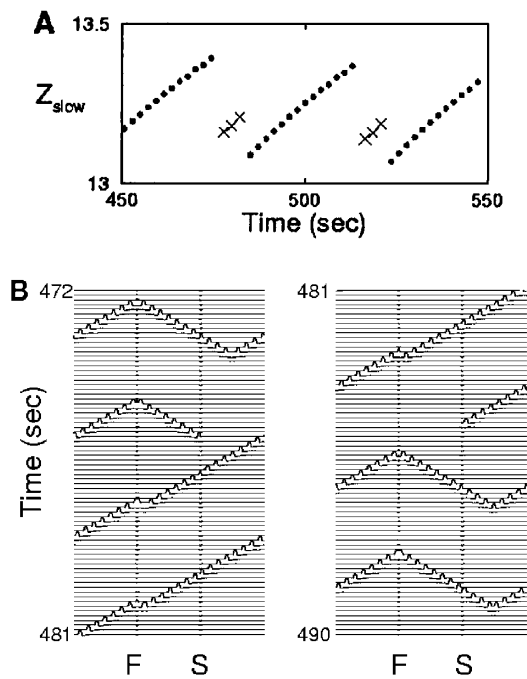 A
13.5
Z slow
13
450 500 550
Time (sec)
B
472 481
Time (sec)
481 490
F S F S